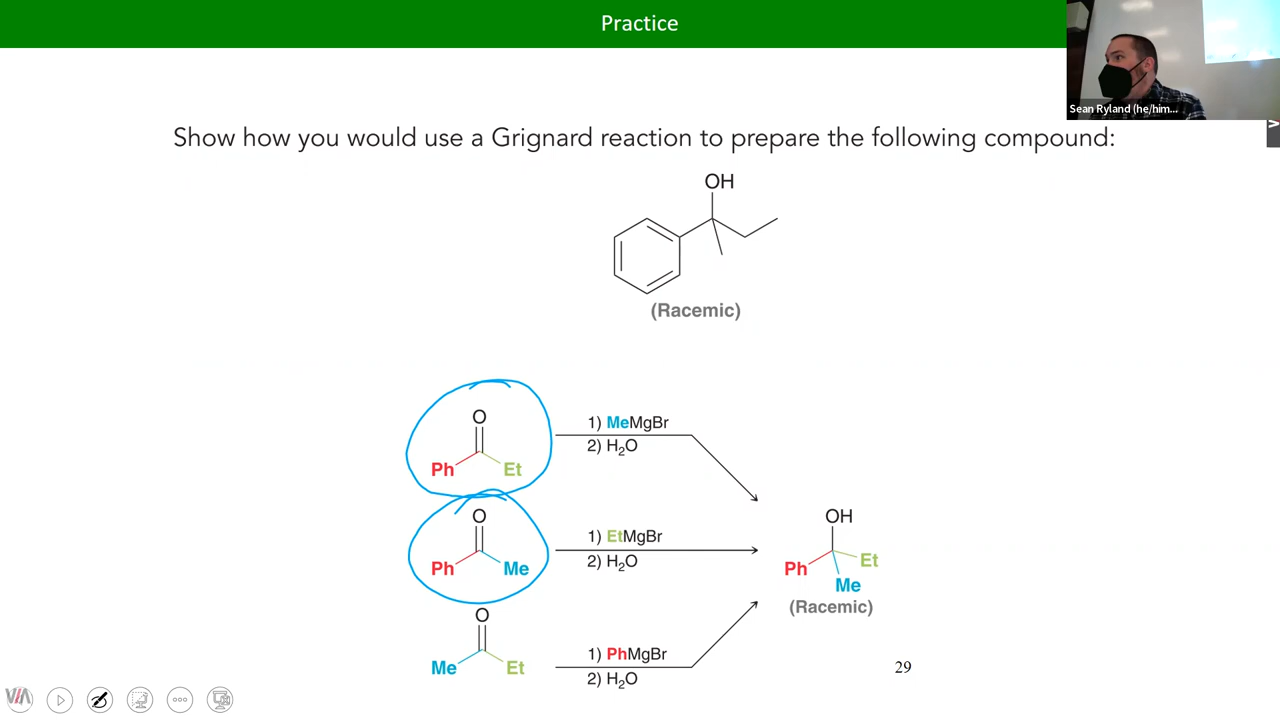 Practice
Sean Ryland (he/him...
Show how you would use a Grignard reaction to prepare the following compound:
OH
(Racemic)
O
Ph Et
1) MeMgBr
2) H₂O
O
Ph Me
1) EtMgBr
2) H₂O
OH
Ph Et
Me
(Racemic)
O
Me Et
1) PhMgBr
2) H₂O
29